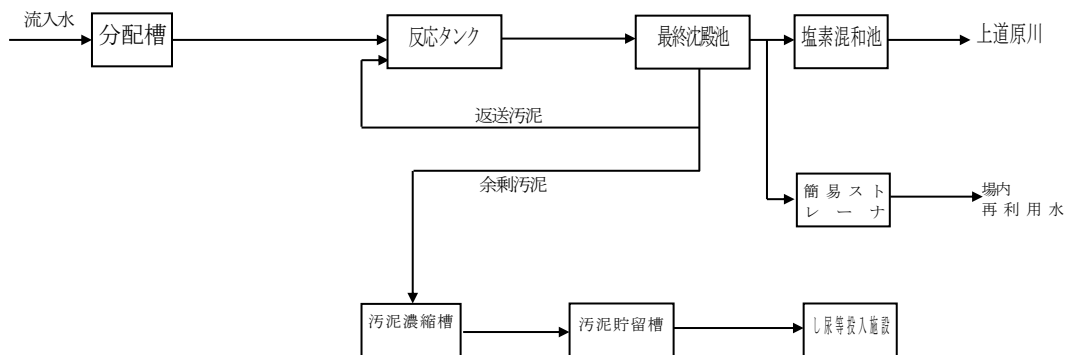 流入水
分配槽
反応タンク
最終沈殿池
塩素混和池
上道原川
返送汚泥
余剰汚泥
簡易スト
レーナ
場内
再利用水
汚泥濃縮槽
汚泥貯留槽
し尿等投入施設